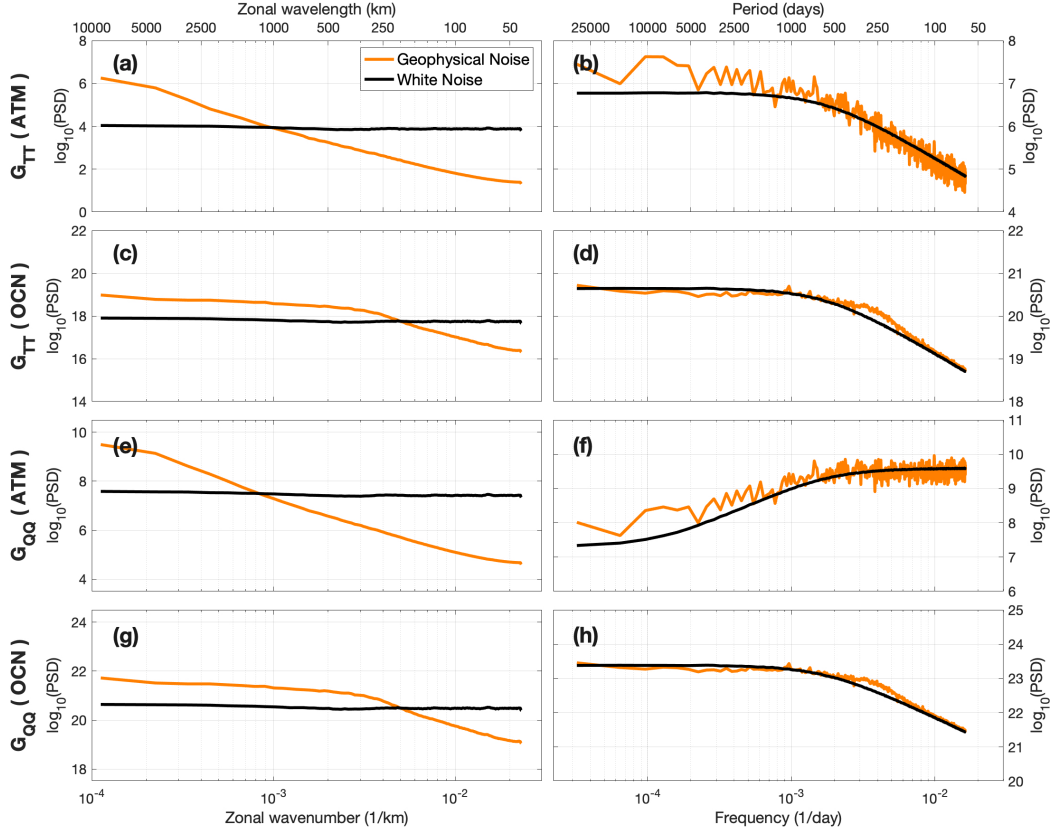 Zonal wavelength (km)
10000 5000 2500 1000 500 250 100 50
Period (days)
25000 10000 5000 2500 1000 500 250 100 50
G_TT (ATM)
log10(PSD)
6
4
2
0
(a)
Geophysical Noise
White Noise
(b)
8
7
6
5
4
log10(PSD)
G_TT (OCN)
log10(PSD)
22
20
18
16
14
(c)
(d)
22
21
20
19
18
log10(PSD)
G_QQ (ATM)
log10(PSD)
10
8
6
4
(e)
(f)
11
10
9
8
7
6
log10(PSD)
G_QQ (OCN)
log10(PSD)
24
22
20
18
(g)
(h)
25
24
23
22
21
20
log10(PSD)
10^-4 10^-3 10^-2
Zonal wavenumber (1/km)
10^-4 10^-3 10^-2
Frequency (1/day)